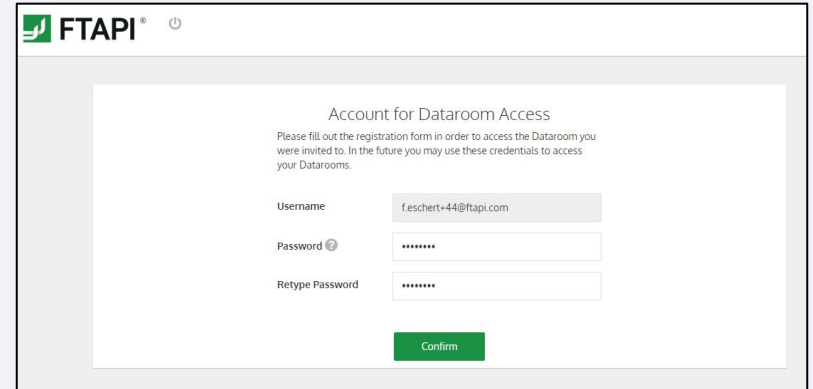 FTAPI®
Account for Dataroom Access
Please fill out the registration form in order to access the Dataroom you
were invited to. In the future you may use these credentials to access
your Datarooms.
Username f.eschert+44@ftapi.com
Password ? ••••••••
Retype Password ••••••••
Confirm